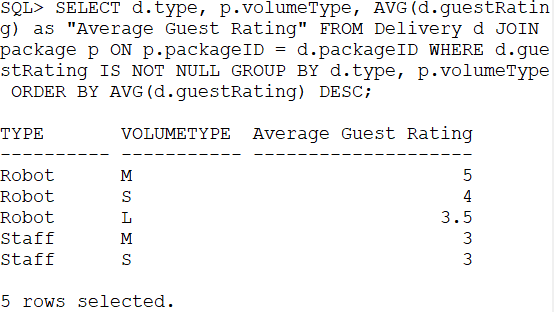 SQL> SELECT d.type, p.volumeType, AVG(d.guestRatin
g) as "Average Guest Rating" FROM Delivery d JOIN
package p ON p.packageID = d.packageID WHERE d.gue
stRating IS NOT NULL GROUP BY d.type, p.volumeType
 ORDER BY AVG(d.guestRating) DESC;

TYPE       VOLUMETYPE  Average Guest Rating
---------- ----------- --------------------
Robot      M                              5
Robot      S                              4
Robot      L                            3.5
Staff      M                              3
Staff      S                              3

5 rows selected.